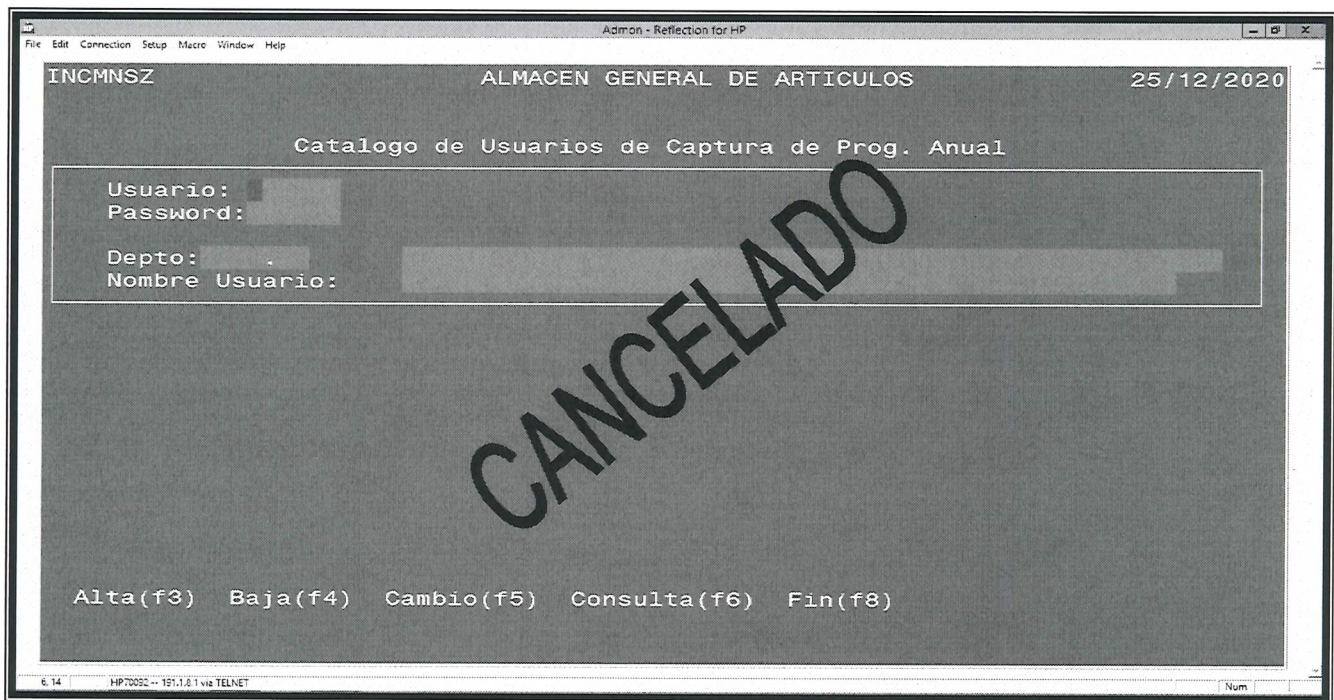 Admon - Reflection for HP
File Edit Connection Setup Macro Window Help
INCMNSZ ALMACEN GENERAL DE ARTICULOS 25/12/2020
Catalogo de Usuarios de Captura de Prog. Anual
Usuario:
Password:
Depto:
Nombre Usuario:
CANCELADO
Alta(f3) Baja(f4) Cambio(f5) Consulta(f6) Fin(f8)
6, 14 HP70092 -- 191.1.8.1 via TELNET Num